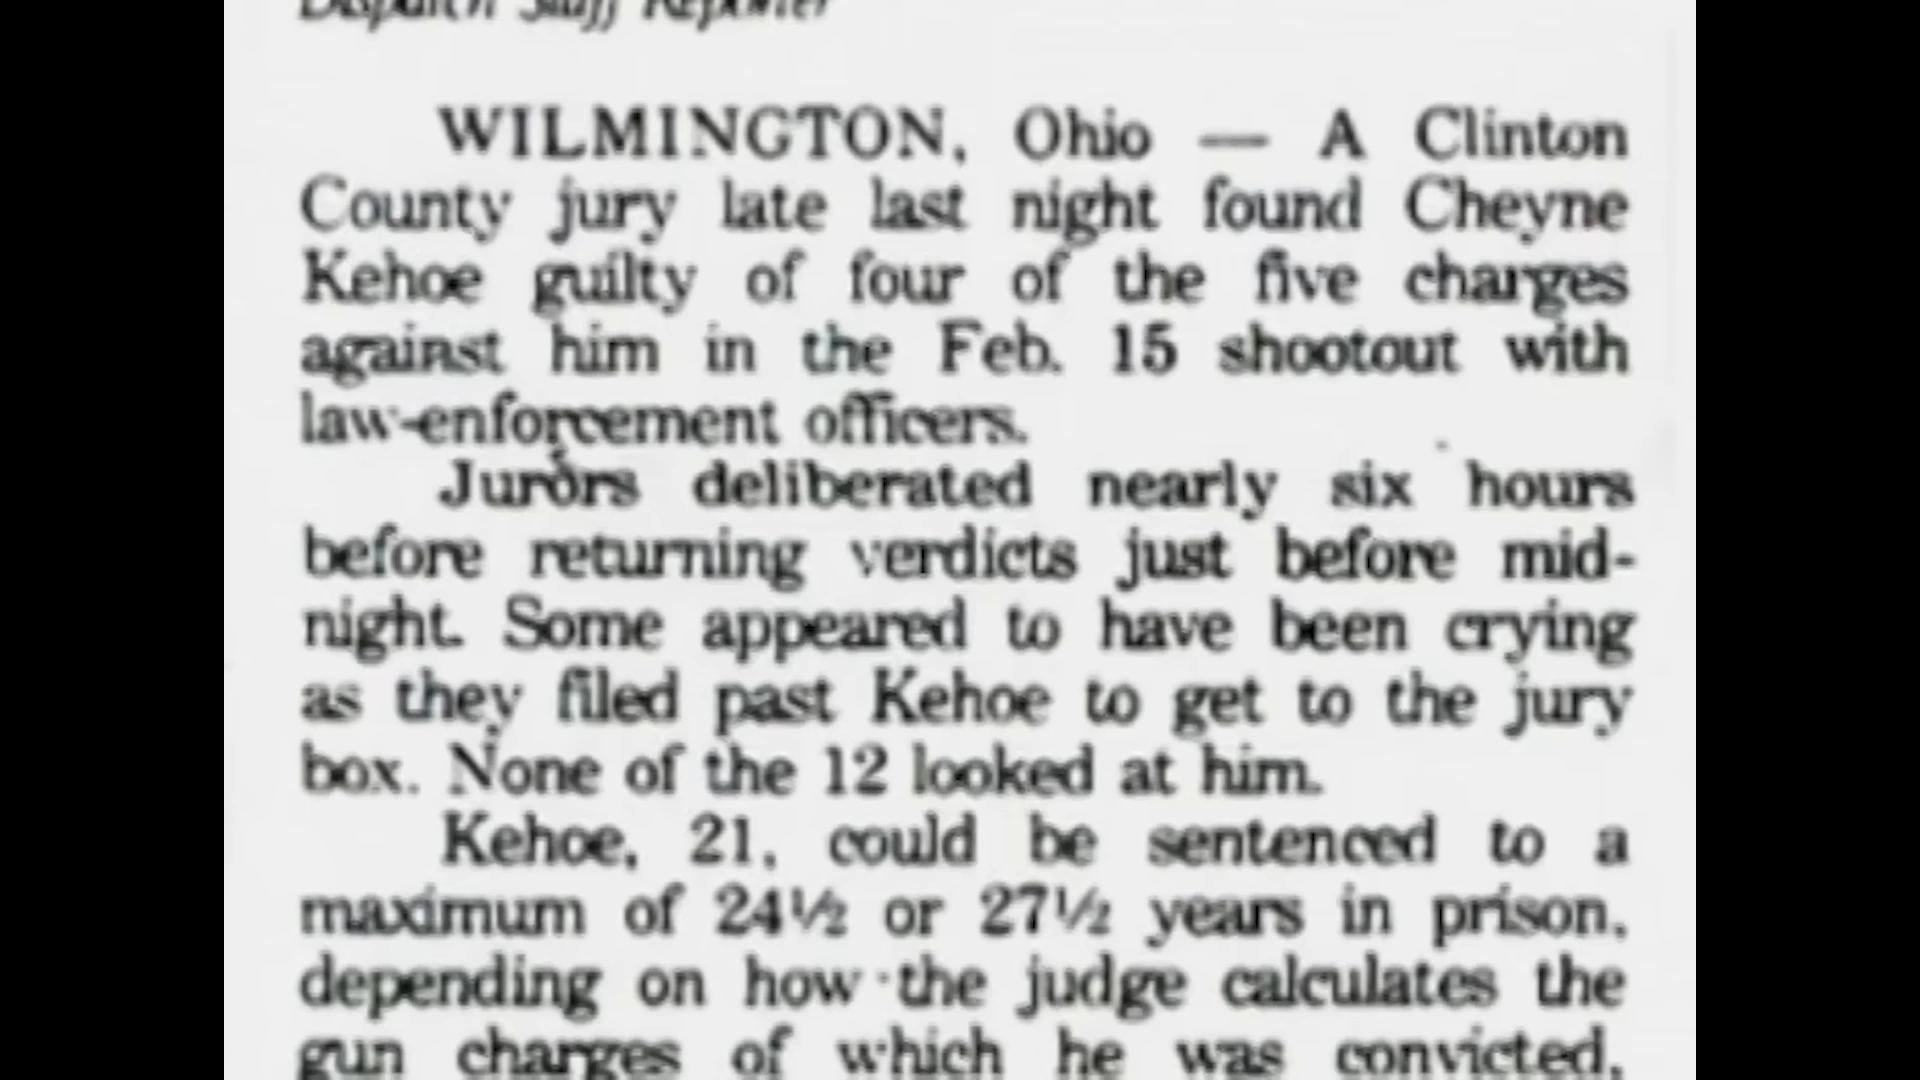 Dispatch Staff Reporter
WILMINGTON, Ohio — A Clinton
County jury late last night found Cheyne
Kehoe guilty of four of the five charges
against him in the Feb. 15 shootout with
law-enforcement officers.
Jurors deliberated nearly six hours
before returning verdicts just before mid-
night. Some appeared to have been crying
as they filed past Kehoe to get to the jury
box. None of the 12 looked at him.
Kehoe, 21, could be sentenced to a
maximum of 24½ or 27½ years in prison,
depending on how the judge calculates the
gun charges of which he was convicted,